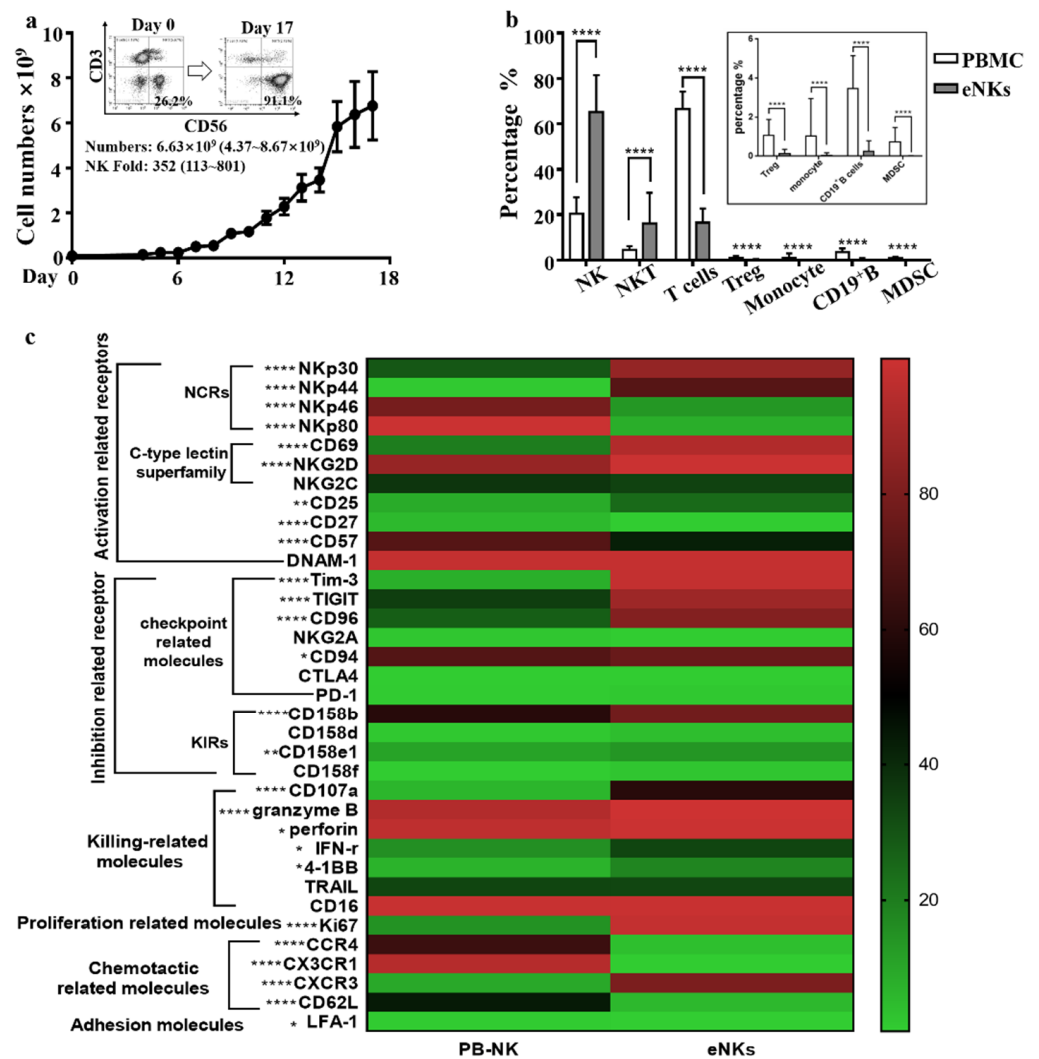 a
Day 0
Day 17
CD3
26.2%
91.1%
CD56
Numbers: 6.63×10⁹ (4.37~8.67×10⁹)
NK Fold: 352 (113~801)
Cell numbers ×10⁹
10
8
6
4
2
0
Day
0
6
12
18
b
Percentage %
100
80
60
40
20
0
****
****
****
****
****
****
****
NK
NKT
T cells
Treg
Monocyte
CD19⁺B
MDSC
percentage %
6
4
2
0
****
****
****
****
Treg
monocyte
CD19⁺B cells
MDSC
PBMC
eNKs
c
Activation related receptors
NCRs
****NKp30
****NKp44
****NKp46
****NKp80
C-type lectin
superfamily
****CD69
****NKG2D
NKG2C
**CD25
****CD27
****CD57
DNAM-1
Inhibition related receptor
checkpoint
related
molecules
****Tim-3
****TIGIT
****CD96
NKG2A
*CD94
CTLA4
PD-1
KIRs
****CD158b
CD158d
**CD158e1
CD158f
Killing-related
molecules
****CD107a
****granzyme B
* perforin
* IFN-r
*4-1BB
TRAIL
CD16
Proliferation related molecules ****Ki67
Chemotactic
related molecules
****CCR4
****CX3CR1
****CXCR3
****CD62L
Adhesion molecules * LFA-1
PB-NK
eNKs
80
60
40
20